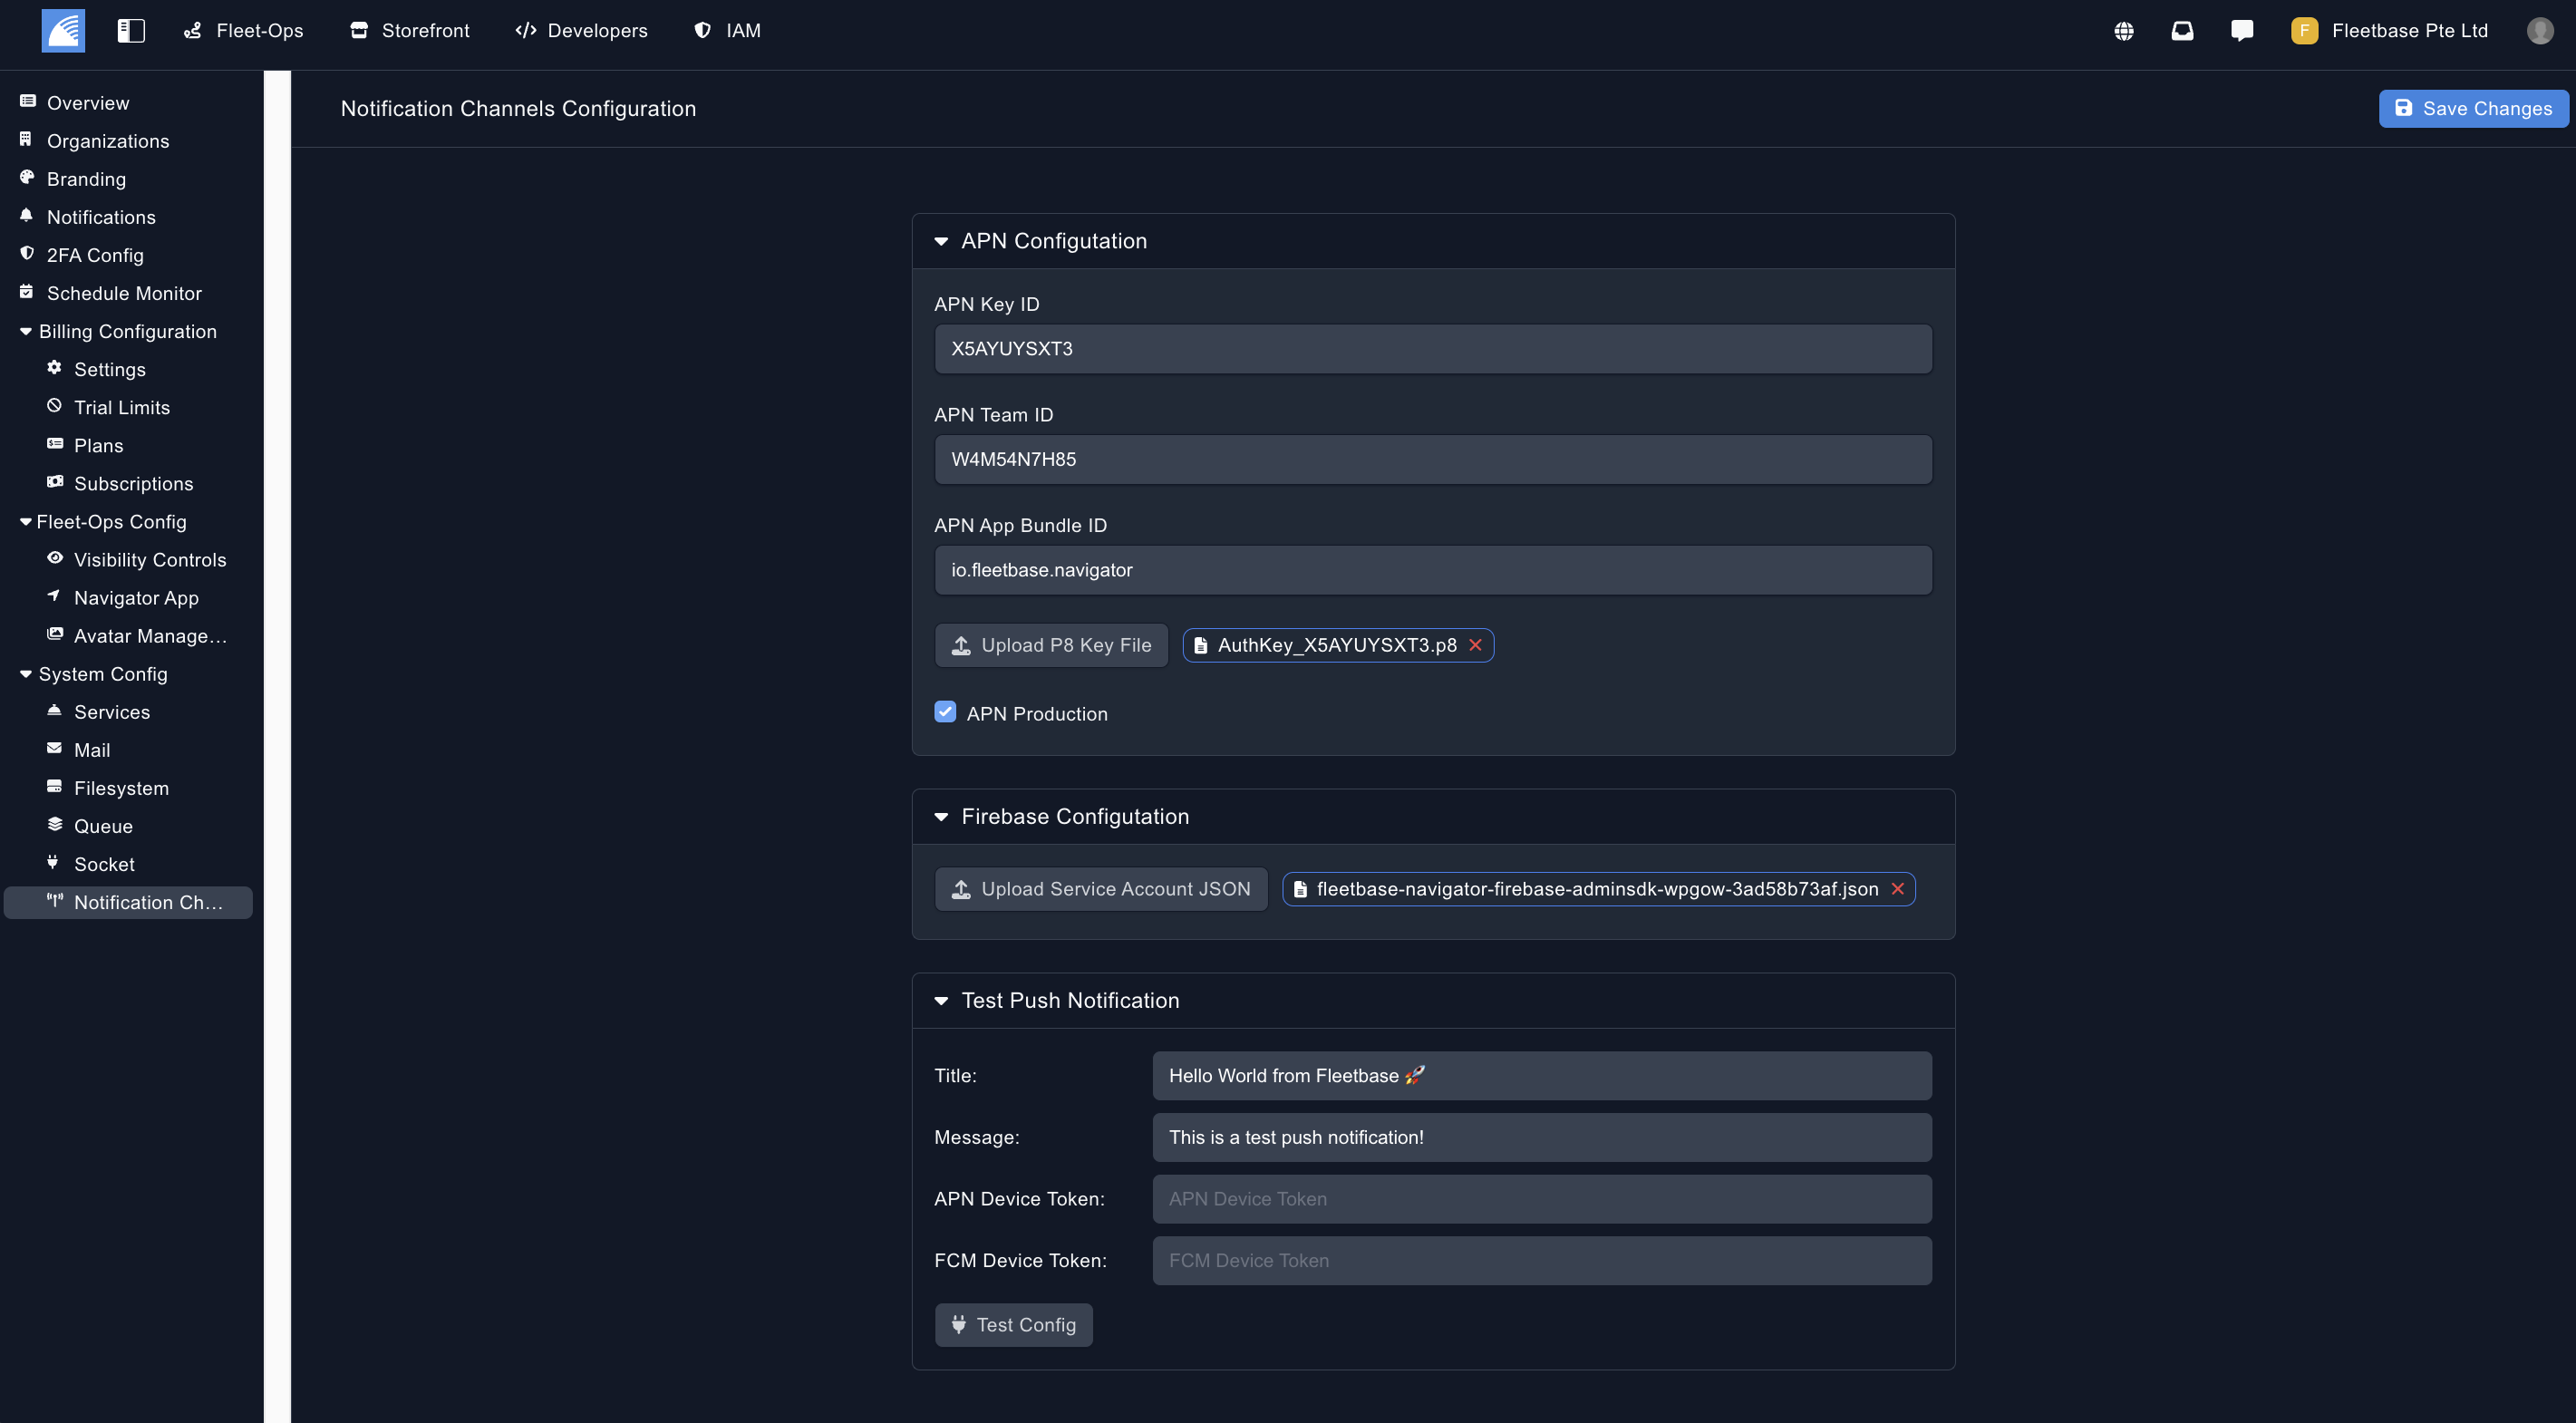 Fleet-Ops
Storefront
Developers
IAM
F
Fleetbase Pte Ltd
Overview
Organizations
Branding
Notifications
2FA Config
Schedule Monitor
Billing Configuration
Settings
Trial Limits
Plans
Subscriptions
Fleet-Ops Config
Visibility Controls
Navigator App
Avatar Manage...
System Config
Services
Mail
Filesystem
Queue
Socket
Notification Ch...
Notification Channels Configuration
Save Changes
APN Configutation
APN Key ID
X5AYUYSXT3
APN Team ID
W4M54N7H85
APN App Bundle ID
io.fleetbase.navigator
Upload P8 Key File
AuthKey_X5AYUYSXT3.p8
APN Production
Firebase Configutation
Upload Service Account JSON
fleetbase-navigator-firebase-adminsdk-wpgow-3ad58b73af.json
Test Push Notification
Title:
Hello World from Fleetbase 🚀
Message:
This is a test push notification!
APN Device Token:
APN Device Token
FCM Device Token:
FCM Device Token
Test Config